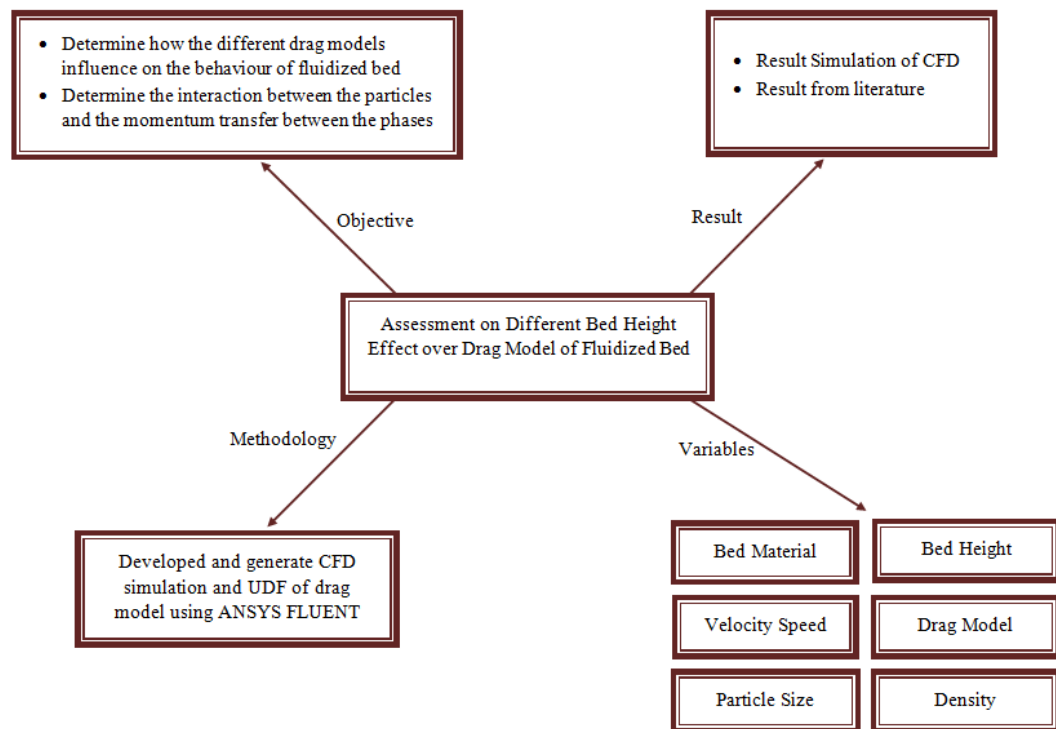 • Determine how the different drag models
influence on the behaviour of fluidized bed
• Determine the interaction between the particles
and the momentum transfer between the phases
• Result Simulation of CFD
• Result from literature
Objective
Result
Assessment on Different Bed Height
Effect over Drag Model of Fluidized Bed
Methodology
Variables
Developed and generate CFD
simulation and UDF of drag
model using ANSYS FLUENT
Bed Material
Bed Height
Velocity Speed
Drag Model
Particle Size
Density